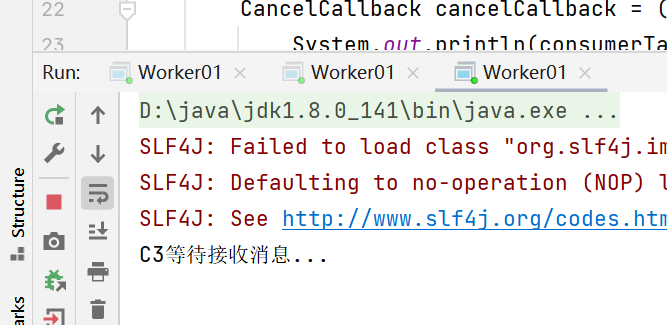 22 CancelCallback cancelCallback = (
23 System.out.println(consumerTa
Run: Worker01 Worker01 Worker01
D:\java\jdk1.8.0_141\bin\java.exe ...
SLF4J: Failed to load class "org.slf4j.im
SLF4J: Defaulting to no-operation (NOP) l
SLF4J: See http://www.slf4j.org/codes.htm
C3等待接收消息...
Structure
arks